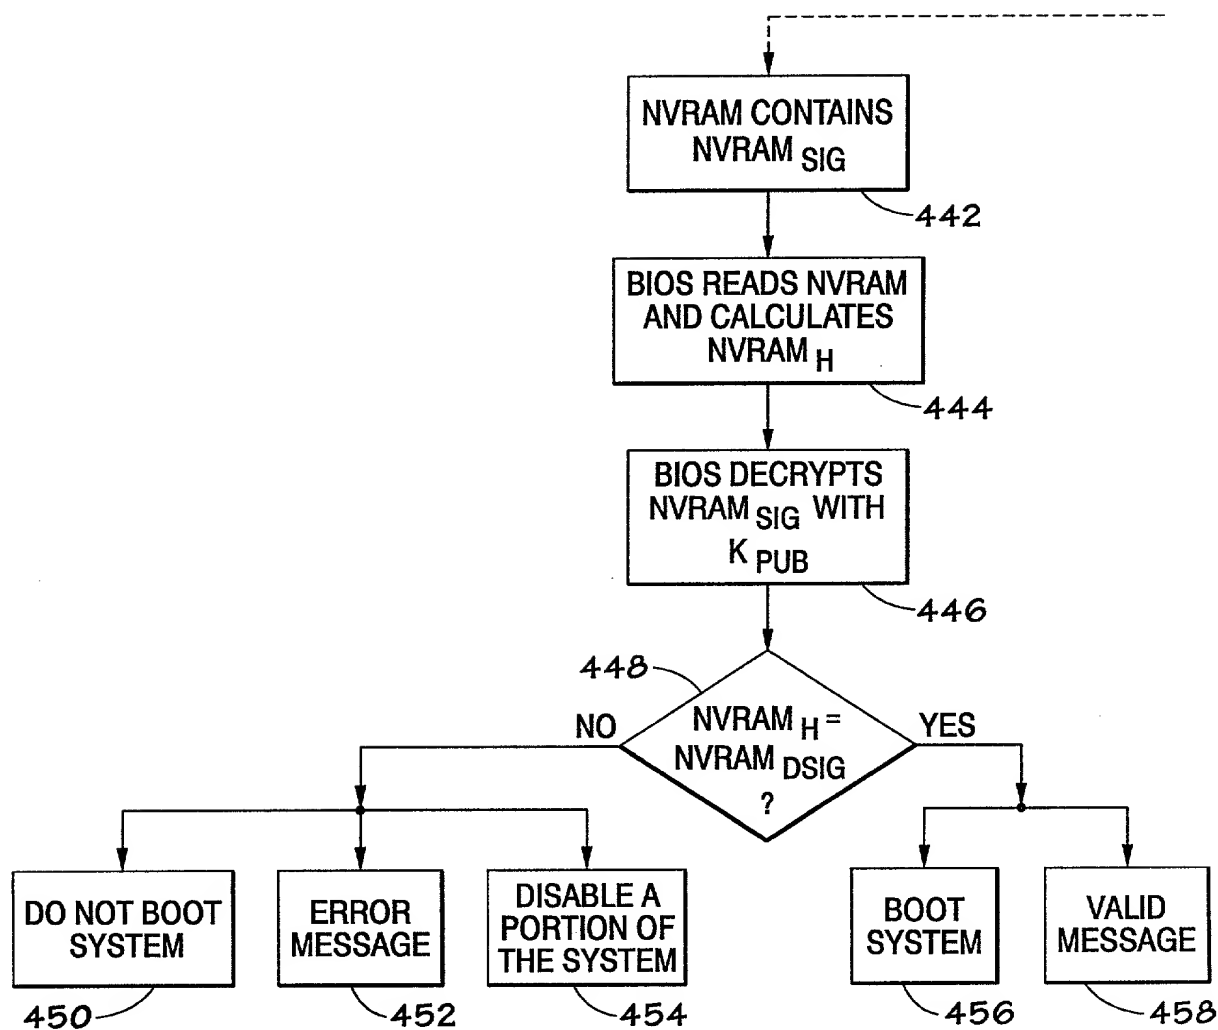 NVRAM CONTAINS
NVRAM SIG
442
BIOS READS NVRAM
AND CALCULATES
NVRAM H
444
BIOS DECRYPTS
NVRAM SIG WITH
K PUB
446
448
NO
NVRAM H =
NVRAM DSIG
?
YES
DO NOT BOOT
SYSTEM
450
ERROR
MESSAGE
452
DISABLE A
PORTION OF
THE SYSTEM
454
BOOT
SYSTEM
456
VALID
MESSAGE
458